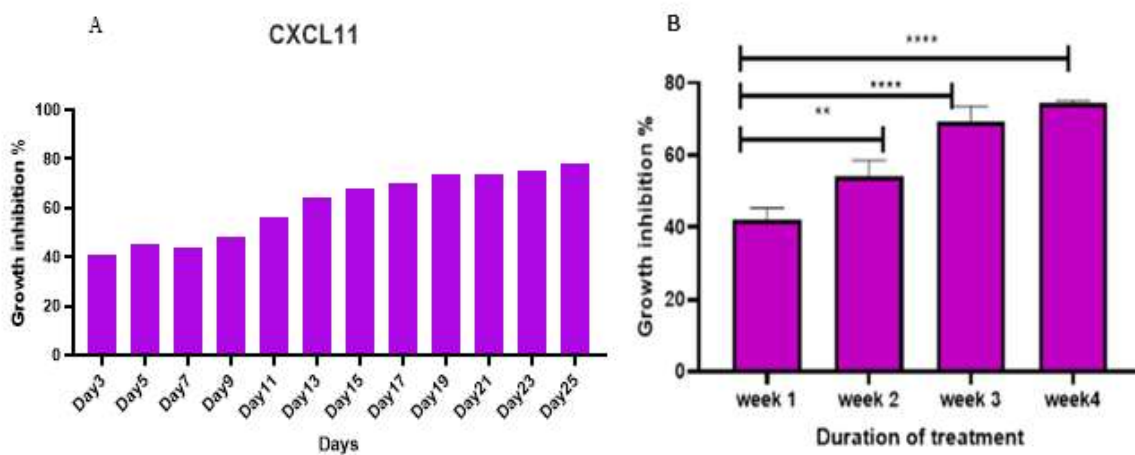 A
CXCL11
Growth inhibition %
100
80
60
40
20
0
Day3 Day5 Day7 Day9 Day11 Day13 Day15 Day17 Day19 Day21 Day23 Day25
Days
B
****
****
**
Growth inhibition %
80
60
40
20
0
week 1 week 2 week 3 week4
Duration of treatment